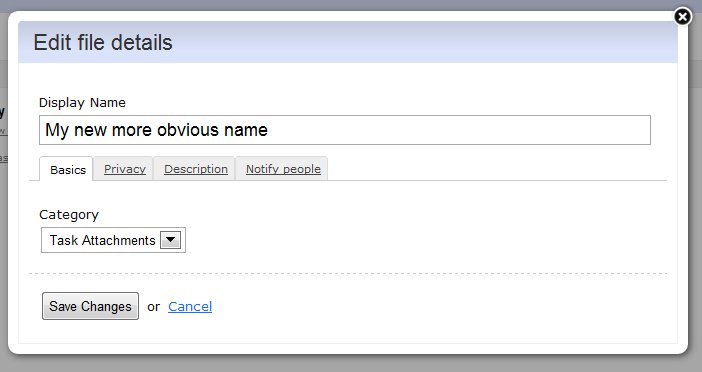 Edit file details
Display Name
My new more obvious name
Basics Privacy Description Notify people
Category
Task Attachments
Save Changes or Cancel